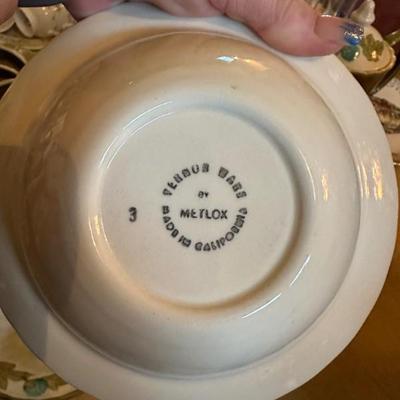 VERNON WARE
BY
METLOX
MADE IN CALIFORNIA
3